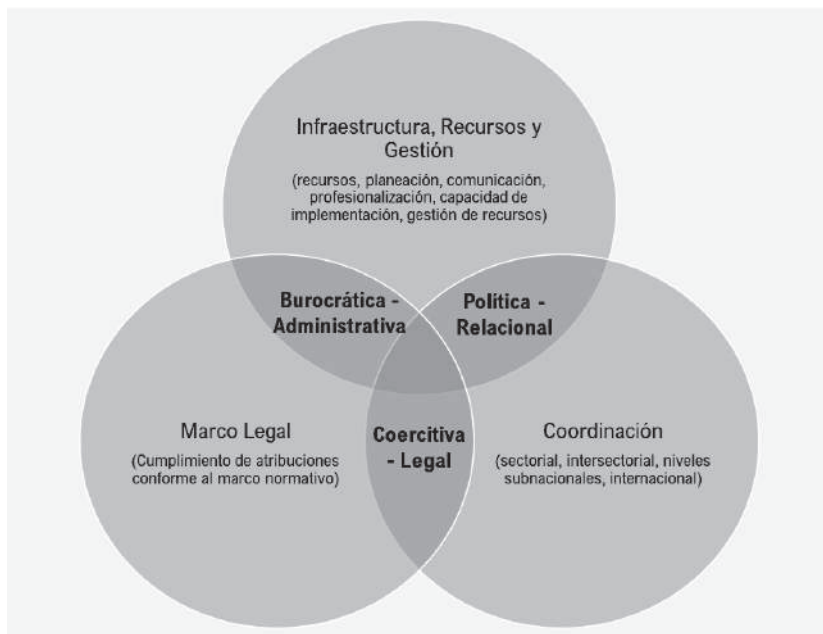 Infraestructura, Recursos y
Gestión
(recursos, planeación, comunicación,
profesionalización, capacidad de
implementación, gestión de recursos)
Burocrática -
Administrativa
Política -
Relacional
Marco Legal
(Cumplimiento de atribuciones
conforme al marco normativo)
Coercitiva
- Legal
Coordinación
(sectorial, intersectorial, niveles
subnacionales, internacional)